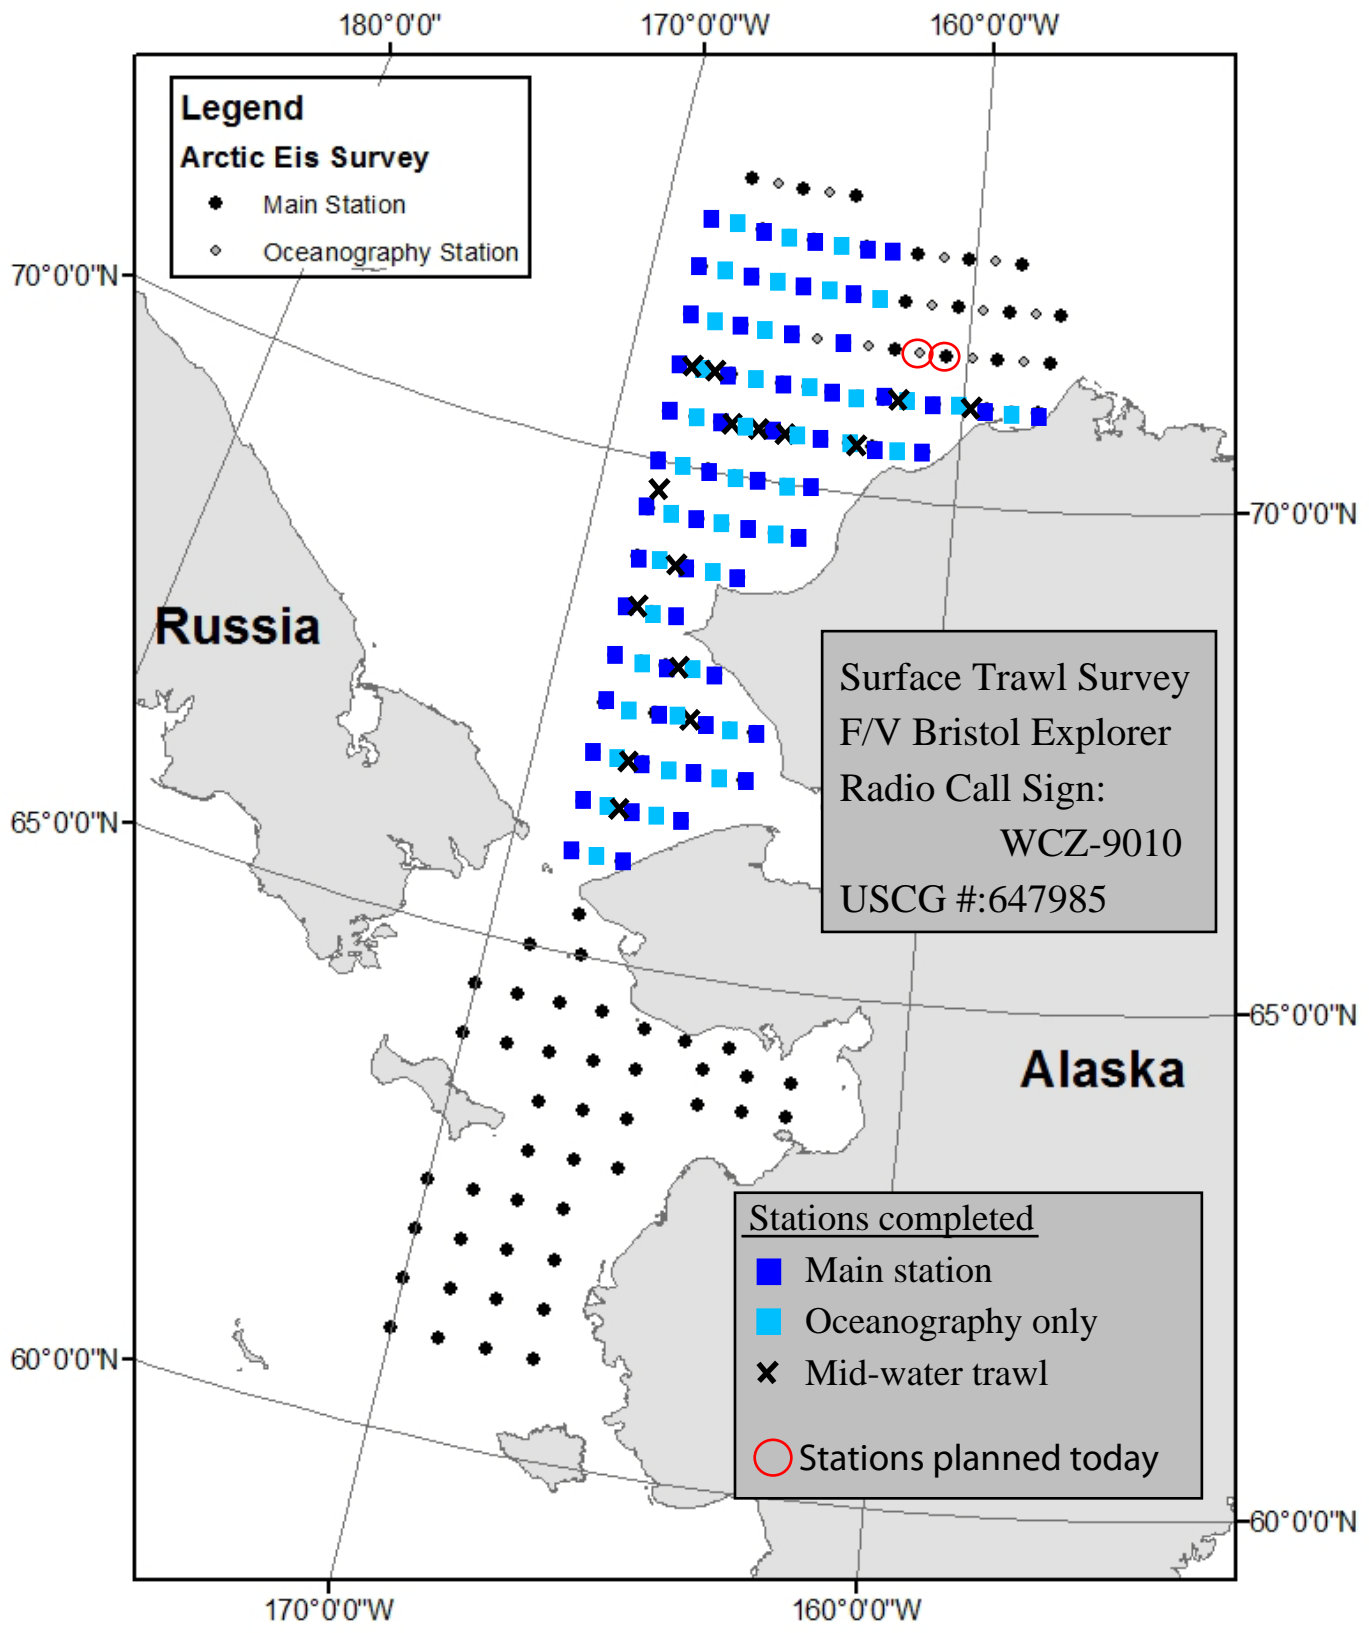 180°0'0"
170°0'0"W
160°0'0"W
Legend
Arctic Eis Survey
Main Station
Oceanography Station
70°0'0"N
70°0'0"N
Russia
Surface Trawl Survey
F/V Bristol Explorer
Radio Call Sign:
WCZ-9010
USCG #:647985
65°0'0"N
65°0'0"N
Alaska
Stations completed
Main station
Oceanography only
Mid-water trawl
Stations planned today
60°0'0"N
60°0'0"N
170°0'0"W
160°0'0"W